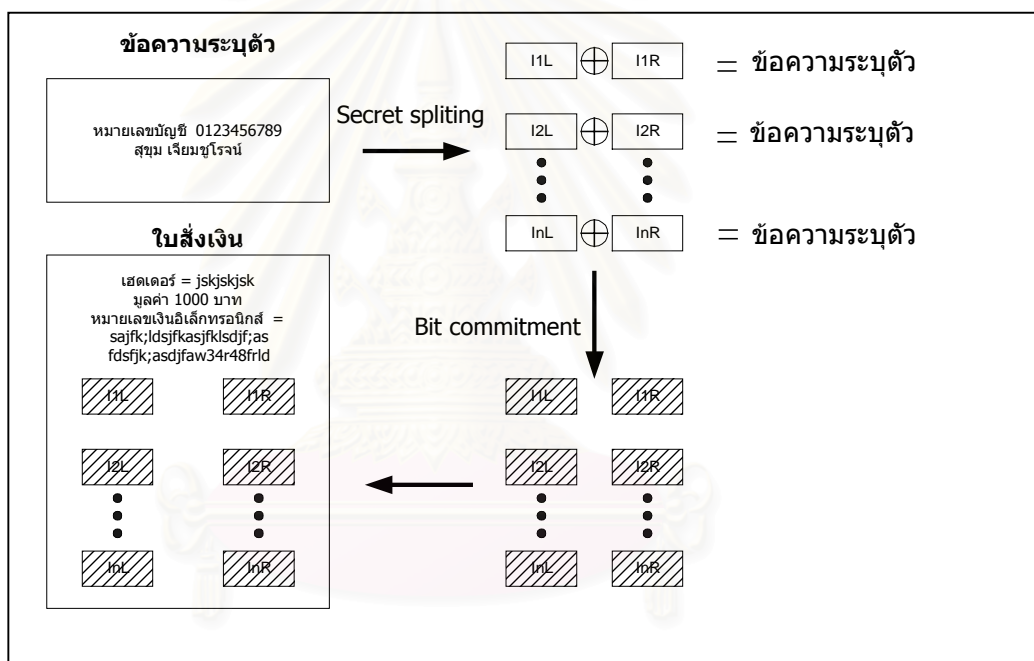 ข้อความระบุตัว
หมายเลขบัญชี 0123456789
สุขุม เจียมชูโรจน์
Secret spliting
I1L ⊕ I1R = ข้อความระบุตัว
I2L ⊕ I2R = ข้อความระบุตัว
InL ⊕ InR = ข้อความระบุตัว
Bit commitment
ใบสั่งเงิน
เฮดเดอร์ = jskjskjsk
มูลค่า 1000 บาท
หมายเลขเงินอิเล็กทรอนิกส์ =
sajfk;ldsjfkasjfklsdjf;as
fdsfjk;asdjfaw34r48frld
I1L I1R
I2L I2R
InL InR
I1L I1R
I2L I2R
InL InR